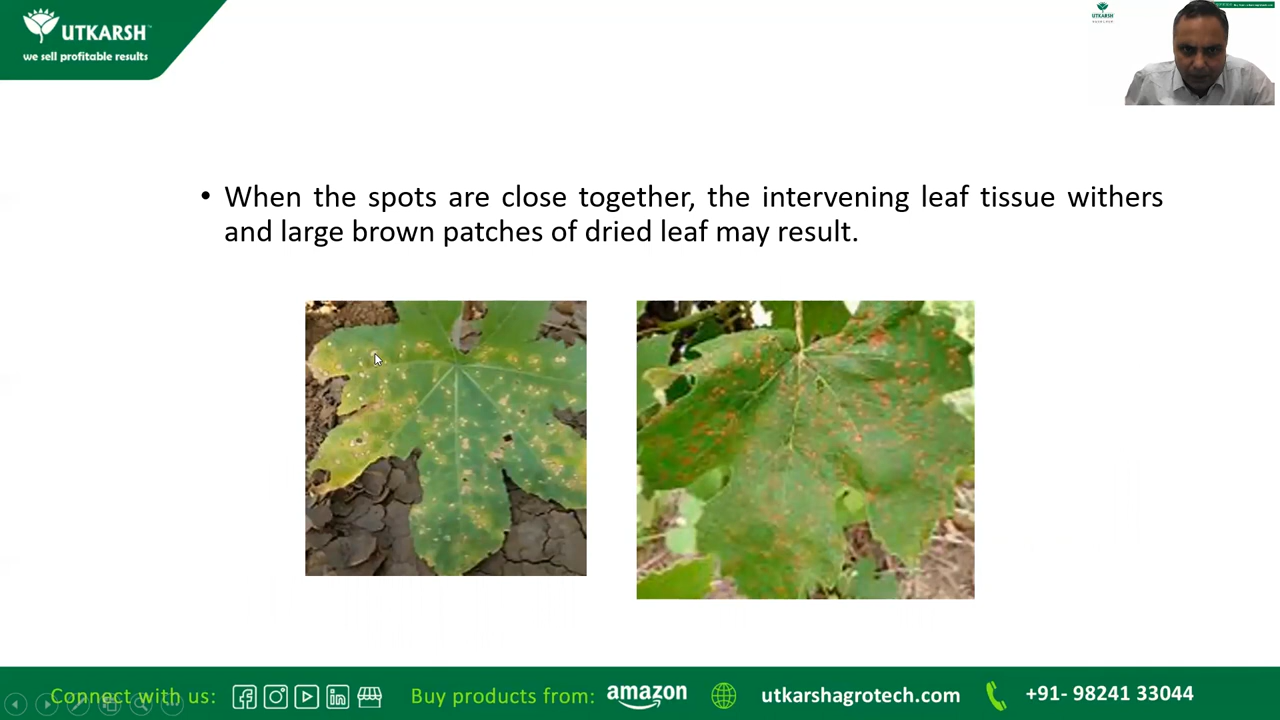 UTKARSH
we sell profitable results
UTKARSH
• When the spots are close together, the intervening leaf tissue withers
and large brown patches of dried leaf may result.
Connect with us:
Buy products from: amazon
utkarshagrotech.com
+91- 98241 33044